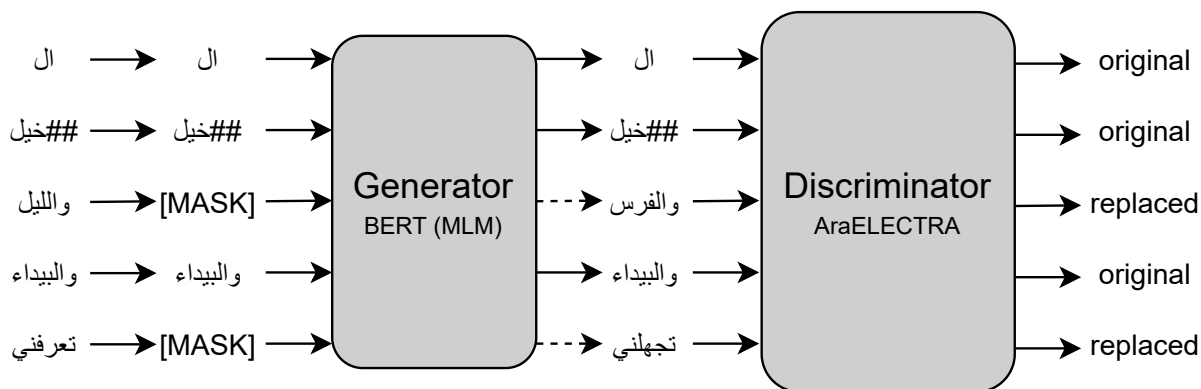 ال ال ال original
##خيل ##خيل ##خيل original
والليل [MASK] والفرس replaced
Generator Discriminator
BERT (MLM) AraELECTRA
والبيداء والبيداء والبيداء original
تعرفني [MASK] تجهلني replaced